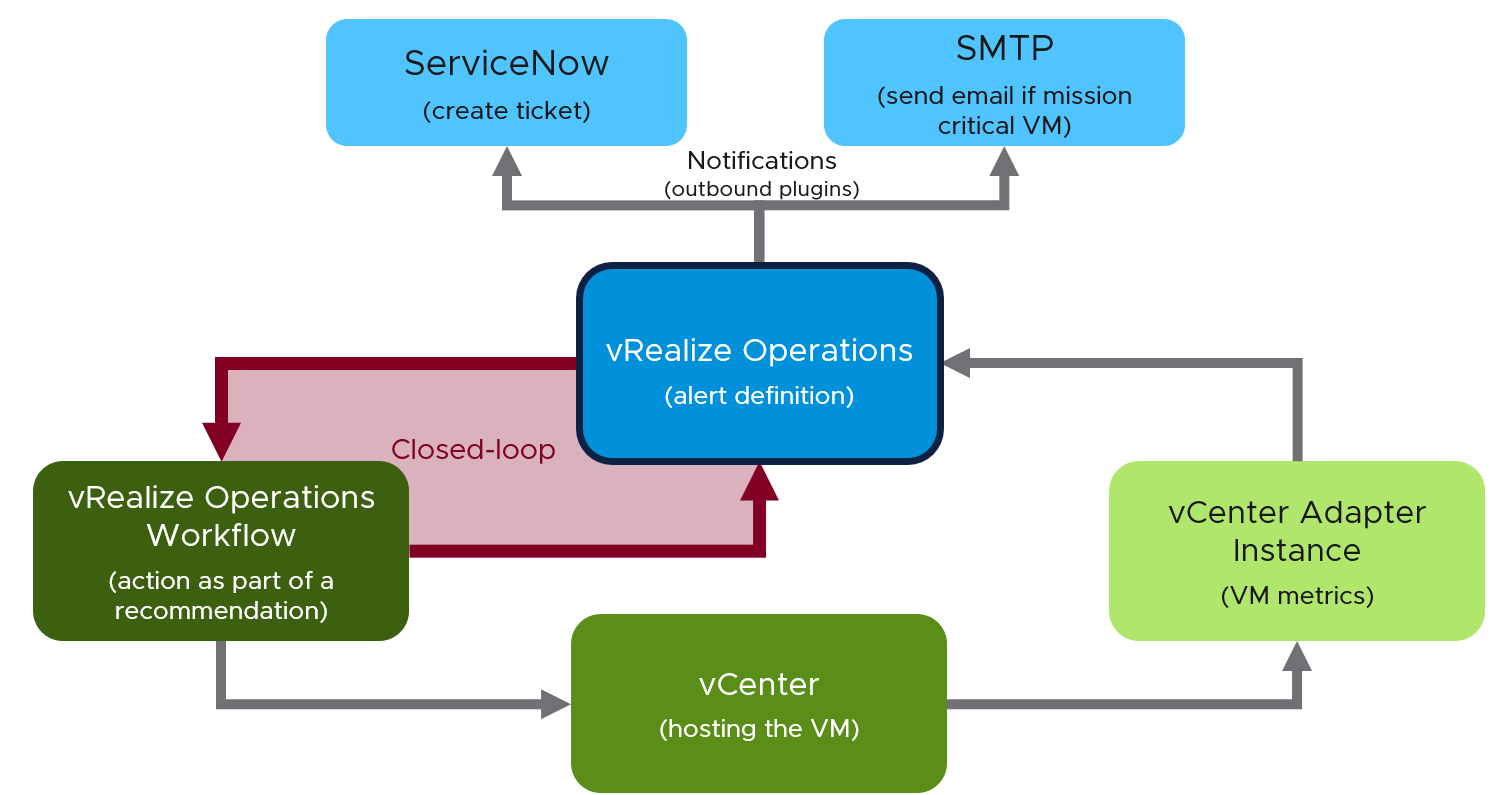 ServiceNow
(create ticket)
SMTP
(send email if mission
critical VM)
Notifications
(outbound plugins)
vRealize Operations
(alert definition)
Closed-loop
vRealize Operations
Workflow
(action as part of a
recommendation)
vCenter Adapter
Instance
(VM metrics)
vCenter
(hosting the VM)